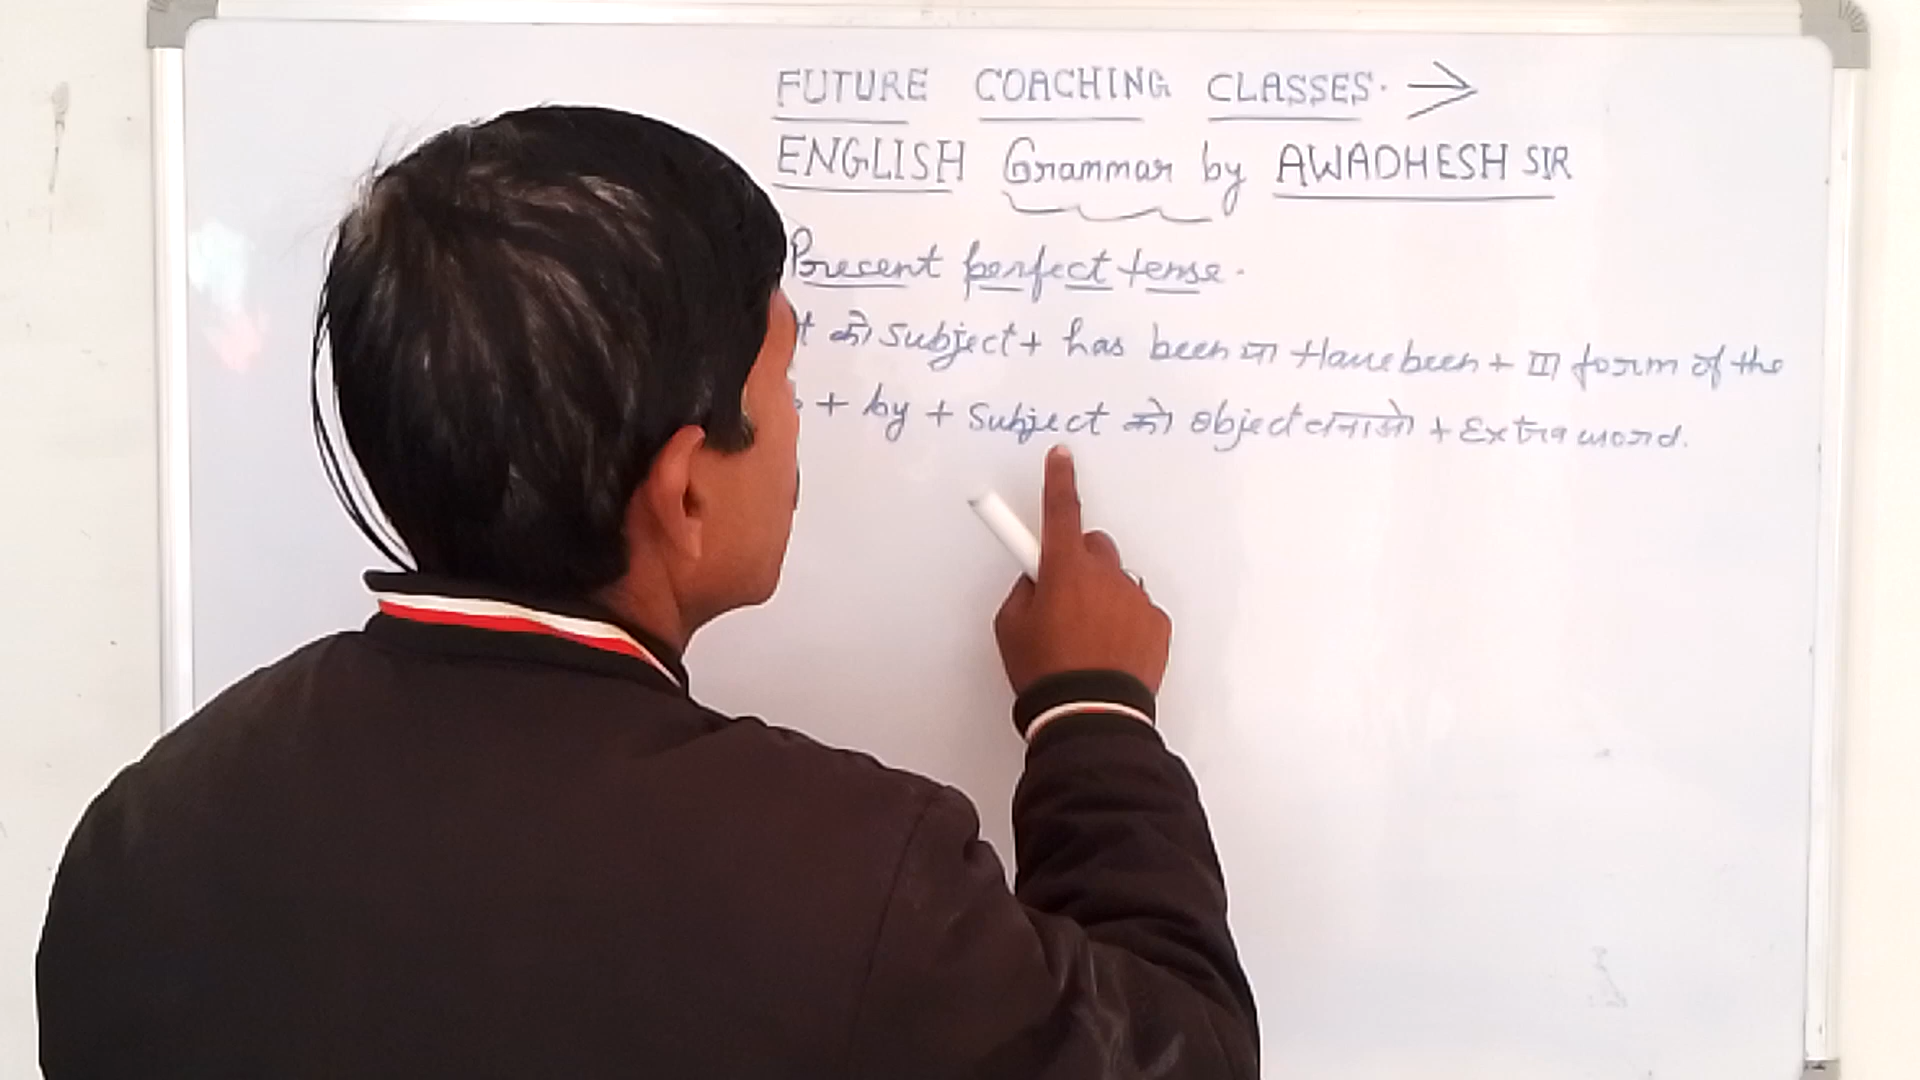 FUTURE COACHING CLASSES. →
ENGLISH Grammar by AWADHESH SIR
Precent perfect tense.
t को Subject + has been या Have been + III form of the
+ by + Subject को object बनाओ + Extra word.